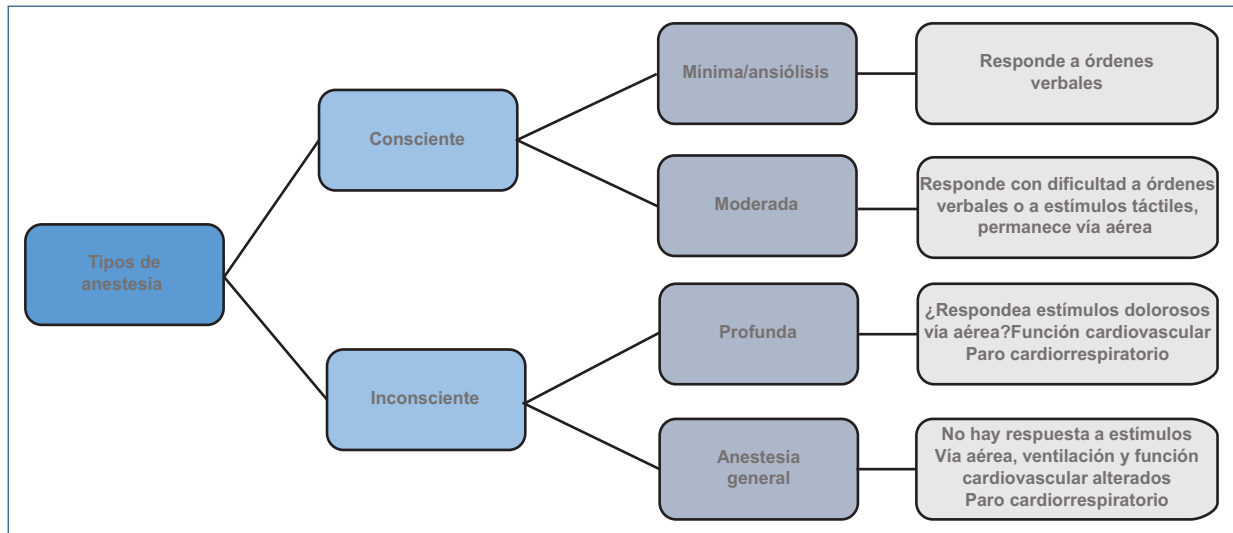 Tipos de
anestesia
Consciente
Mínima/ansiólisis
Responde a órdenes
verbales
Moderada
Responde con dificultad a órdenes
verbales o a estímulos táctiles,
permanece vía aérea
Inconsciente
Profunda
¿Respondea estímulos dolorosos
vía aérea?Función cardiovascular
Paro cardiorrespiratorio
Anestesia
general
No hay respuesta a estímulos
Vía aérea, ventilación y función
cardiovascular alterados
Paro cardiorrespiratorio